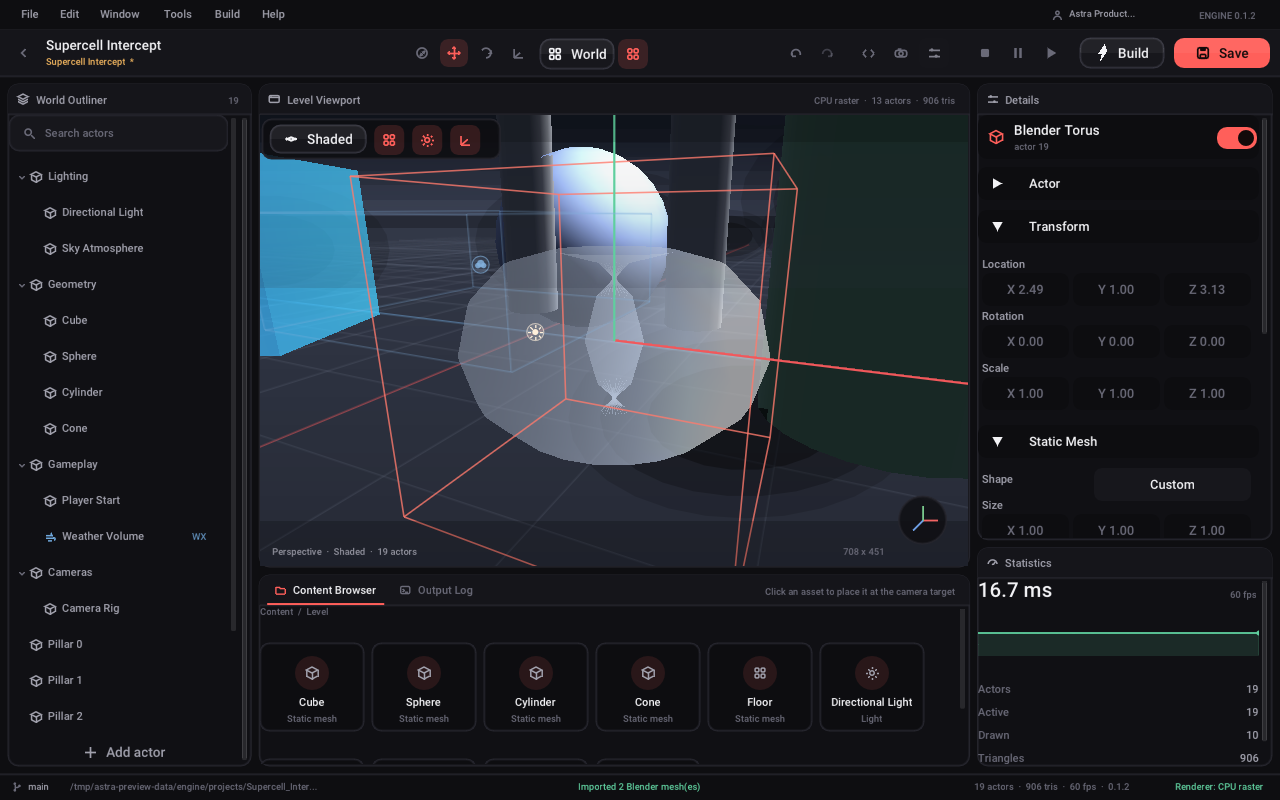 File Edit Window Tools Build Help
Astra Product...
ENGINE 0.1.2
Supercell Intercept
Supercell Intercept *
World
Build
Save
World Outliner 19
Search actors
Lighting
Directional Light
Sky Atmosphere
Geometry
Cube
Sphere
Cylinder
Cone
Gameplay
Player Start
Weather Volume WX
Cameras
Camera Rig
Pillar 0
Pillar 1
Pillar 2
Add actor
Level Viewport
CPU raster · 13 actors · 906 tris
Shaded
Perspective · Shaded · 19 actors
708 x 451
Content Browser
Output Log
Click an asset to place it at the camera target
Content / Level
Cube
Static mesh
Sphere
Static mesh
Cylinder
Static mesh
Cone
Static mesh
Floor
Static mesh
Directional Light
Light
Details
Blender Torus
actor 19
Actor
Transform
Location
X 2.49 Y 1.00 Z 3.13
Rotation
X 0.00 Y 0.00 Z 0.00
Scale
X 1.00 Y 1.00 Z 1.00
Static Mesh
Shape
Custom
Size
X 1.00 Y 1.00 Z 1.00
Statistics
16.7 ms
60 fps
Actors 19
Active 19
Drawn 10
Triangles 906
main
/tmp/astra-preview-data/engine/projects/Supercell_Inter...
Imported 2 Blender mesh(es)
19 actors · 906 tris · 60 fps · 0.1.2
Renderer: CPU raster